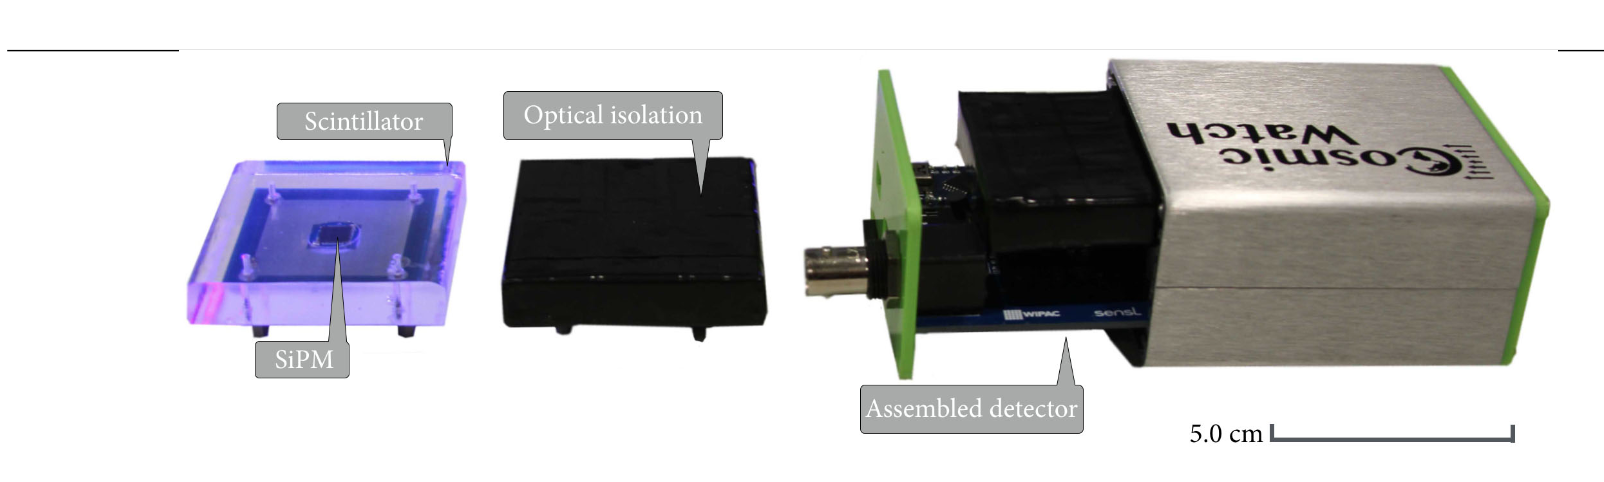 Scintillator
Optical isolation
Cosmic
Watch
WIPAC
sensL
SiPM
Assembled detector
5.0 cm